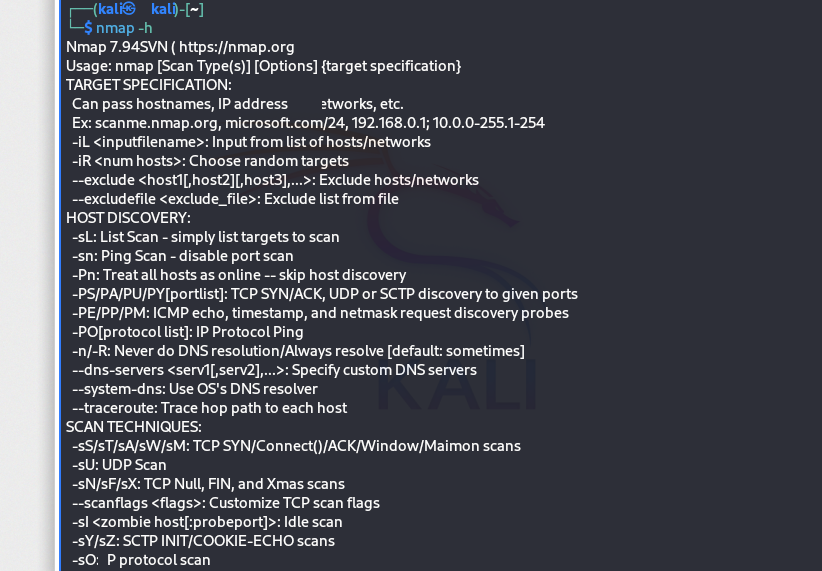 ┌──(kali㉿ kali)-[~]
└─$ nmap -h
Nmap 7.94SVN ( https://nmap.org
Usage: nmap [Scan Type(s)] [Options] {target specification}
TARGET SPECIFICATION:
Can pass hostnames, IP address etworks, etc.
Ex: scanme.nmap.org, microsoft.com/24, 192.168.0.1; 10.0.0-255.1-254
-iL <inputfilename>: Input from list of hosts/networks
-iR <num hosts>: Choose random targets
--exclude <host1[,host2][,host3],...>: Exclude hosts/networks
--excludefile <exclude_file>: Exclude list from file
HOST DISCOVERY:
-sL: List Scan - simply list targets to scan
-sn: Ping Scan - disable port scan
-Pn: Treat all hosts as online -- skip host discovery
-PS/PA/PU/PY[portlist]: TCP SYN/ACK, UDP or SCTP discovery to given ports
-PE/PP/PM: ICMP echo, timestamp, and netmask request discovery probes
-PO[protocol list]: IP Protocol Ping
-n/-R: Never do DNS resolution/Always resolve [default: sometimes]
--dns-servers <serv1[,serv2],...>: Specify custom DNS servers
--system-dns: Use OS's DNS resolver
--traceroute: Trace hop path to each host
KALI
SCAN TECHNIQUES:
-sS/sT/sA/sW/sM: TCP SYN/Connect()/ACK/Window/Maimon scans
-sU: UDP Scan
-sN/sF/sX: TCP Null, FIN, and Xmas scans
--scanflags <flags>: Customize TCP scan flags
-sI <zombie host[:probeport]>: Idle scan
-sY/sZ: SCTP INIT/COOKIE-ECHO scans
-sO: P protocol scan